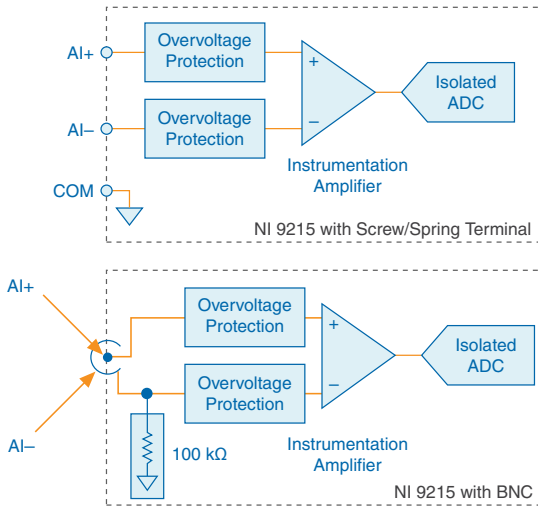 AI+
Overvoltage
Protection
+
Isolated
ADC
AI–
Overvoltage
Protection
–
Instrumentation
Amplifier
COM
NI 9215 with Screw/Spring Terminal
AI+
Overvoltage
Protection
+
Isolated
ADC
AI–
Overvoltage
Protection
–
100 kΩ
Instrumentation
Amplifier
NI 9215 with BNC